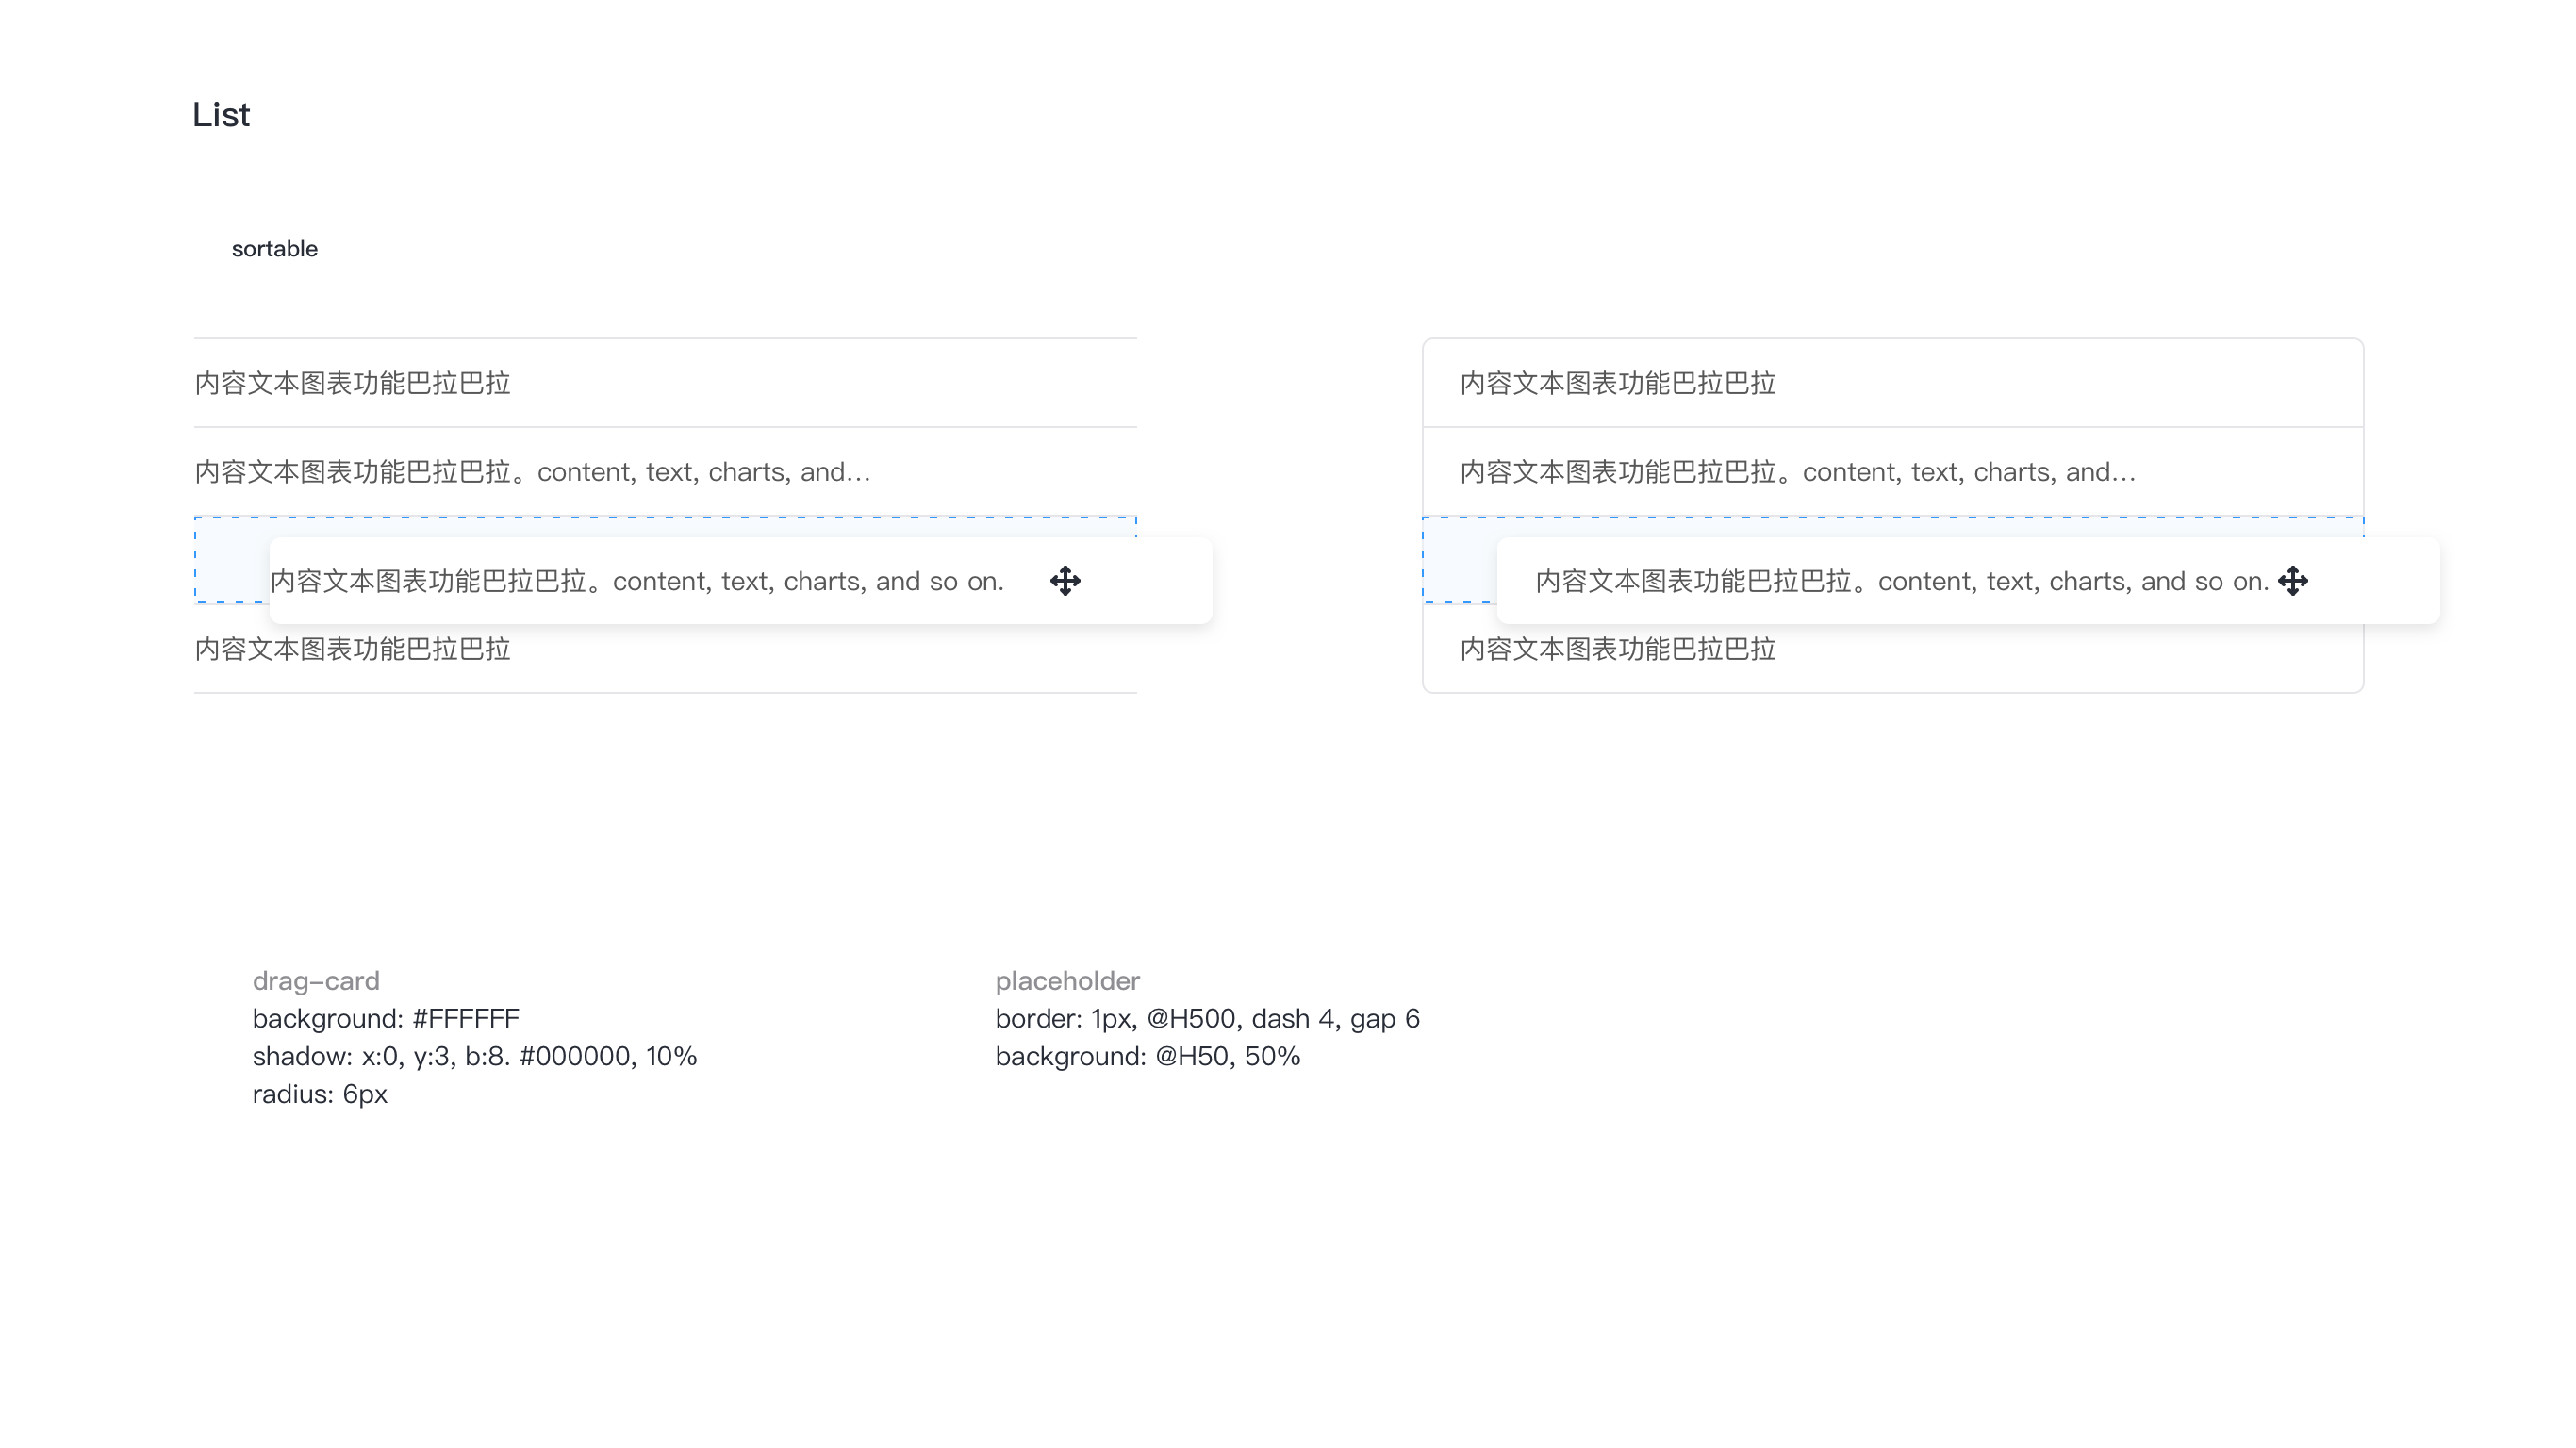 List
sortable
内容文本图表功能巴拉巴拉
内容文本图表功能巴拉巴拉。content, text, charts, and...
内容文本图表功能巴拉巴拉。content, text, charts, and so on.
内容文本图表功能巴拉巴拉
内容文本图表功能巴拉巴拉
内容文本图表功能巴拉巴拉。content, text, charts, and...
内容文本图表功能巴拉巴拉。content, text, charts, and so on.
内容文本图表功能巴拉巴拉
drag–card
background: #FFFFFF
shadow: x:0, y:3, b:8. #000000, 10%
radius: 6px
placeholder
border: 1px, @H500, dash 4, gap 6
background: @H50, 50%